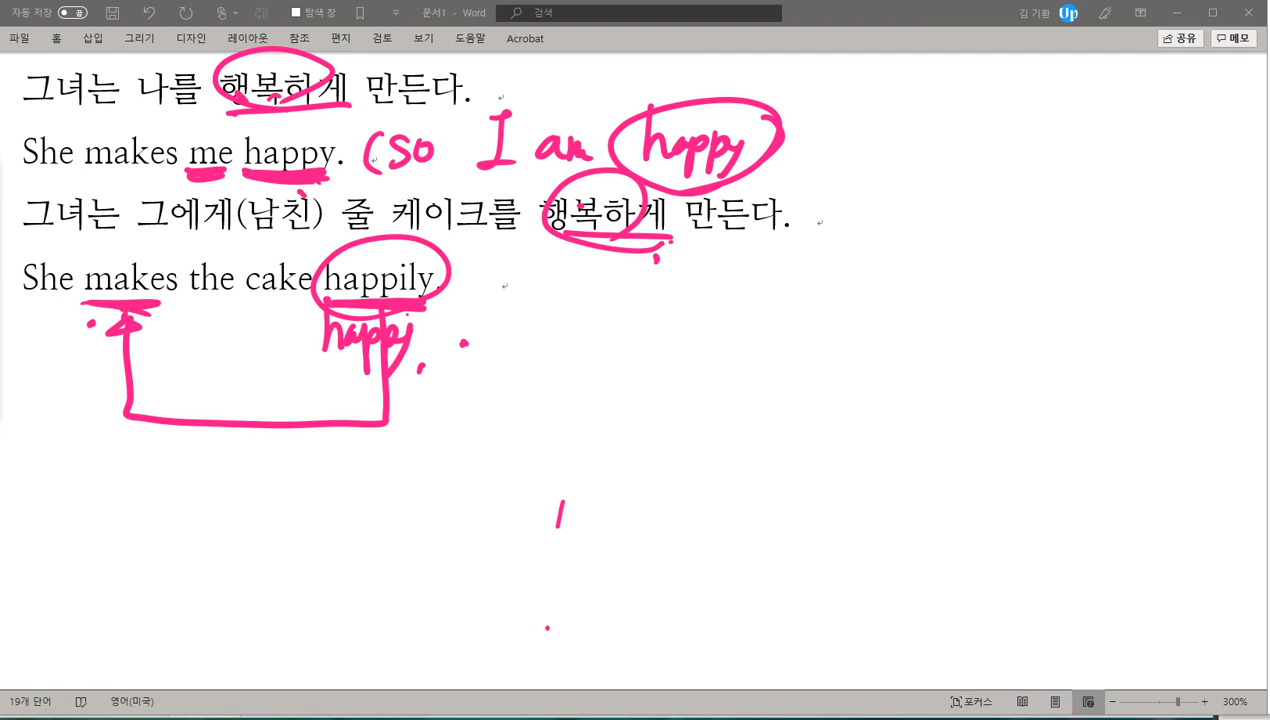 자동 저장 끔 탐색 창 문서1 - Word 검색 김 기환 Up
파일 홈 삽입 그리기 디자인 레이아웃 참조 편지 검토 보기 도움말 Acrobat 공유 메모
그녀는 나를 행복하게 만든다.
She makes me happy. (so I am happy)
그녀는 그에게(남친) 줄 케이크를 행복하게 만든다.
She makes the cake happily.
happy
19개 단어 영어(미국) 포커스 300%